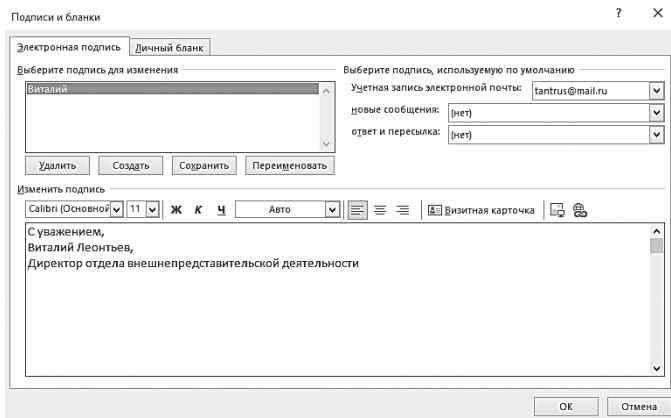 Подписи и бланки ? ×
Электронная подпись Личный бланк
Выберите подпись для изменения
Виталий
Удалить Создать Сохранить Переименовать
Выберите подпись, используемую по умолчанию
Учетная запись электронной почты: tantrus@mail.ru
новые сообщения: (нет)
ответ и пересылка: (нет)
Изменить подпись
Calibri (Основной 11 Ж К Ч Авто Визитная карточка
С уважением,
Виталий Леонтьев,
Директор отдела внешнепредставительской деятельности
ОК Отмена